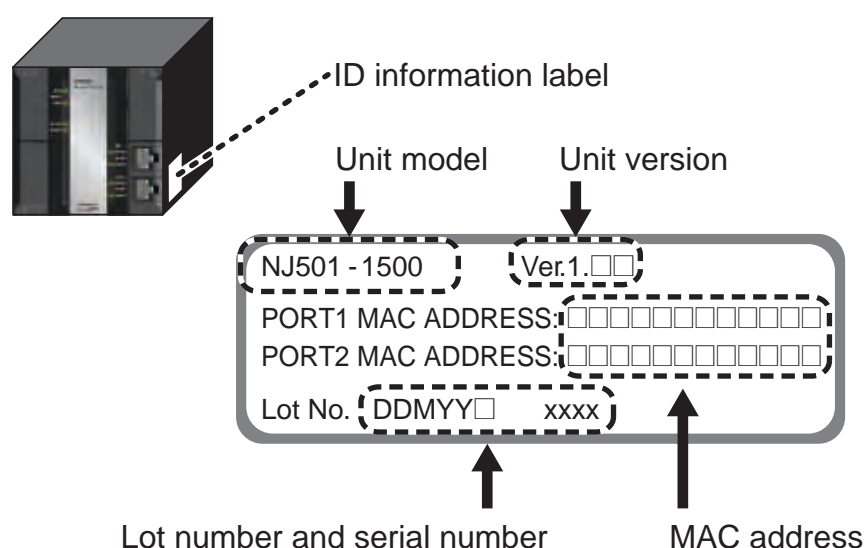 ID information label
Unit model Unit version
NJ501 - 1500 Ver.1.□□
PORT1 MAC ADDRESS: □□□□□□□□□□□□
PORT2 MAC ADDRESS: □□□□□□□□□□□□
Lot No. DDMYY□ xxxx
Lot number and serial number MAC address